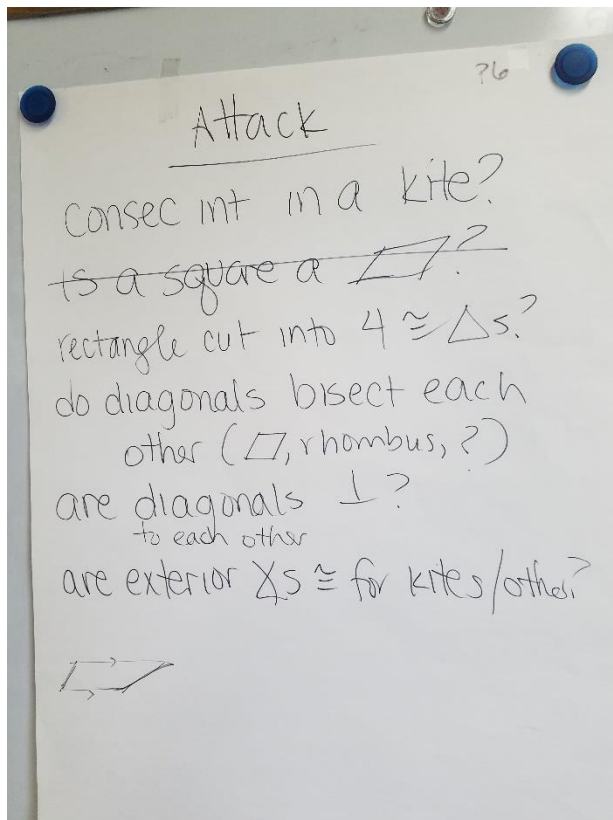 ?6
Attack
consec int in a kite?
is a square a ▱?
rectangle cut into 4 ≅ △s?
do diagonals bisect each
other (▱, rhombus, ?)
are diagonals ⊥?
to each other
are exterior ∡s ≅ for kites/other?